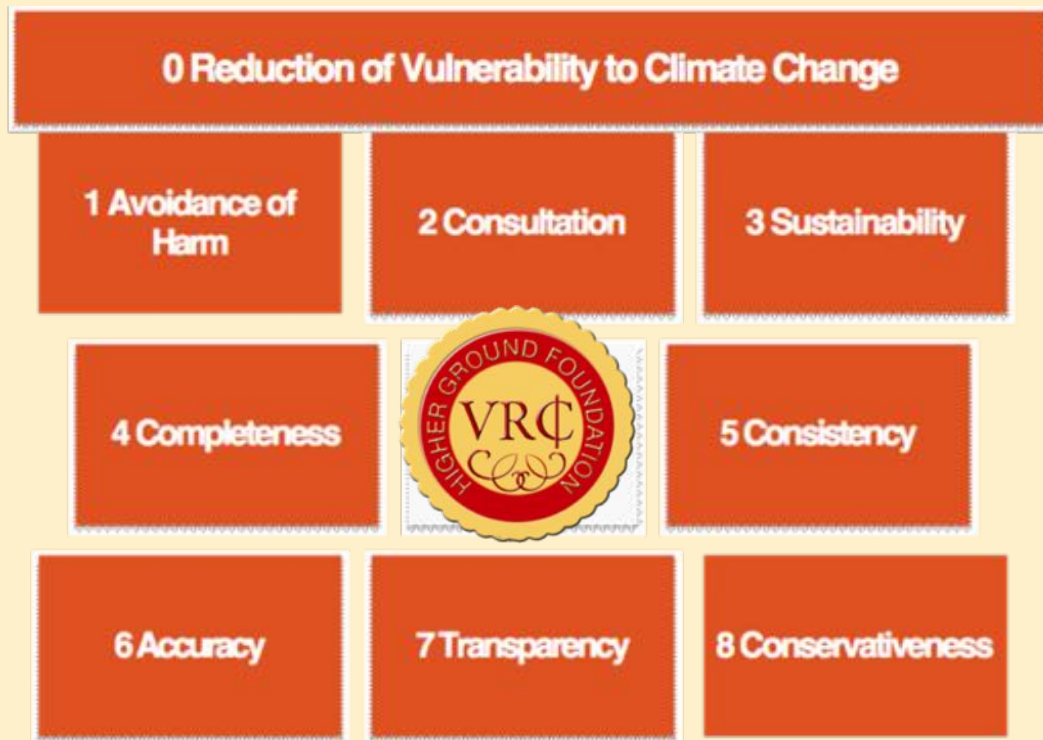 0 Reduction of Vulnerability to Climate Change
1 Avoidance of
Harm
2 Consultation
3 Sustainability
4 Completeness
HIGHER GROUND FOUNDATION
VR₵
5 Consistency
6 Accuracy
7 Transparency
8 Conservativeness